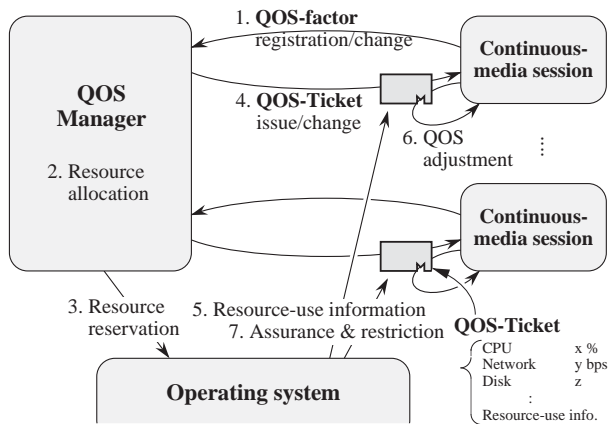 1. QOS-factor
registration/change
Continuous-
media session
QOS
Manager
4. QOS-Ticket
issue/change
6. QOS
adjustment
...
2. Resource
allocation
Continuous-
media session
3. Resource
reservation
5. Resource-use information
7. Assurance & restriction
QOS-Ticket
CPU x %
Network y bps
Disk z
:
Resource-use info.
Operating system